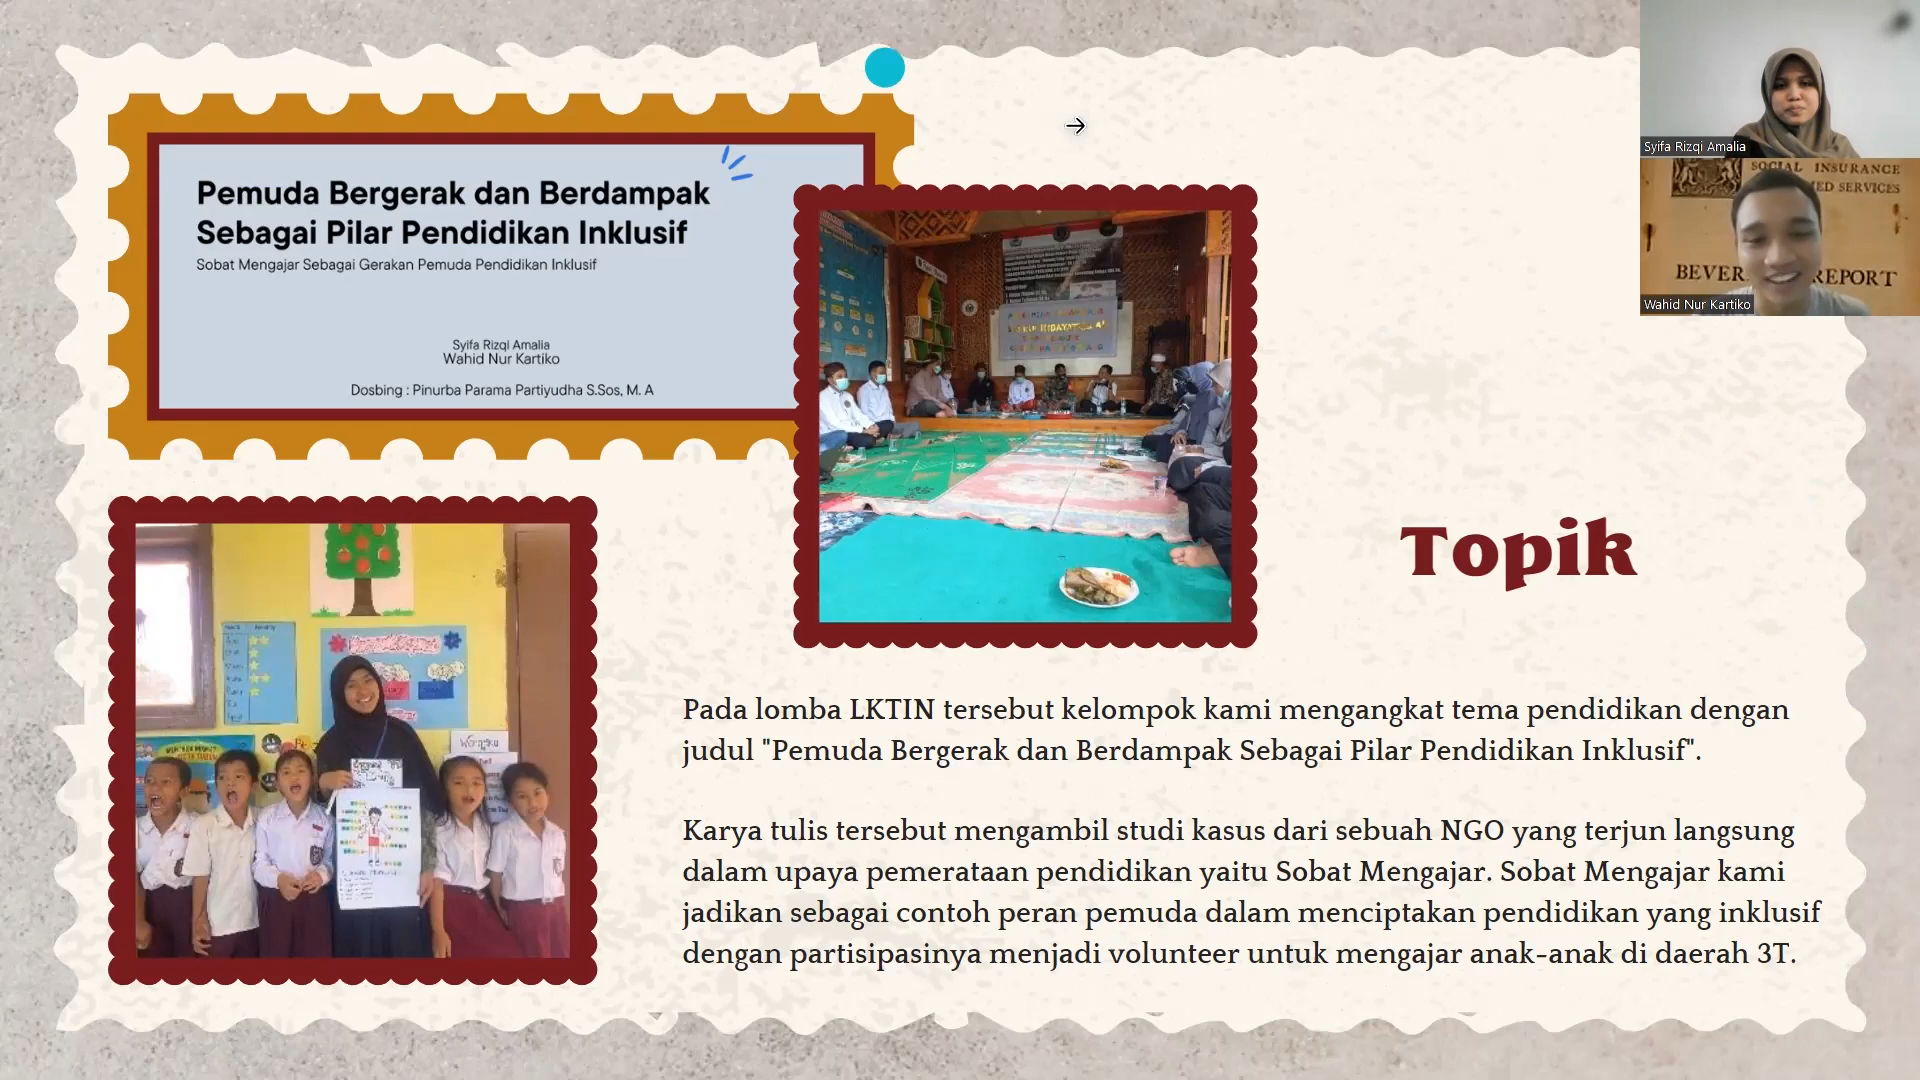 Pemuda Bergerak dan Berdampak
Sebagai Pilar Pendidikan Inklusif
Sobat Mengajar Sebagai Gerakan Pemuda Pendidikan Inklusif
Syifa Rizqi Amalia
Wahid Nur Kartiko
Dosbing : Pinurba Parama Partiyudha S.Sos, M. A
Syifa Rizqi Amalia
SOCIAL INSURANCE
SERVICES
REPORT
Wahid Nur Kartiko
Topik
Pada lomba LKTIN tersebut kelompok kami mengangkat tema pendidikan dengan
judul "Pemuda Bergerak dan Berdampak Sebagai Pilar Pendidikan Inklusif".
Karya tulis tersebut mengambil studi kasus dari sebuah NGO yang terjun langsung
dalam upaya pemerataan pendidikan yaitu Sobat Mengajar. Sobat Mengajar kami
jadikan sebagai contoh peran pemuda dalam menciptakan pendidikan yang inklusif
dengan partisipasinya menjadi volunteer untuk mengajar anak-anak di daerah 3T.